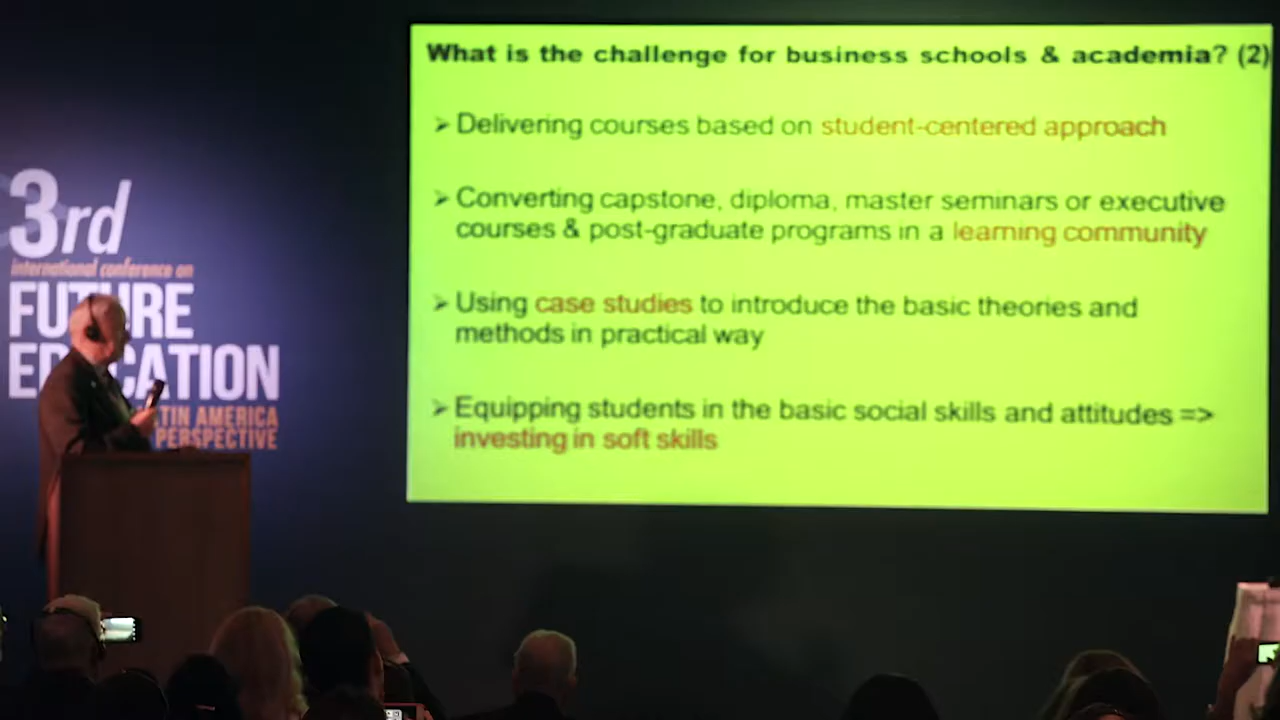 What is the challenge for business schools & academia? (2)
➢ Delivering courses based on student-centered approach
➢ Converting capstone, diploma, master seminars or executive
courses & post-graduate programs in a learning community
➢ Using case studies to introduce the basic theories and
methods in practical way
➢ Equipping students in the basic social skills and attitudes =>
investing in soft skills
3rd
international conference on
FUTURE
EDUCATION
TIN AMERICA
PERSPECTIVE